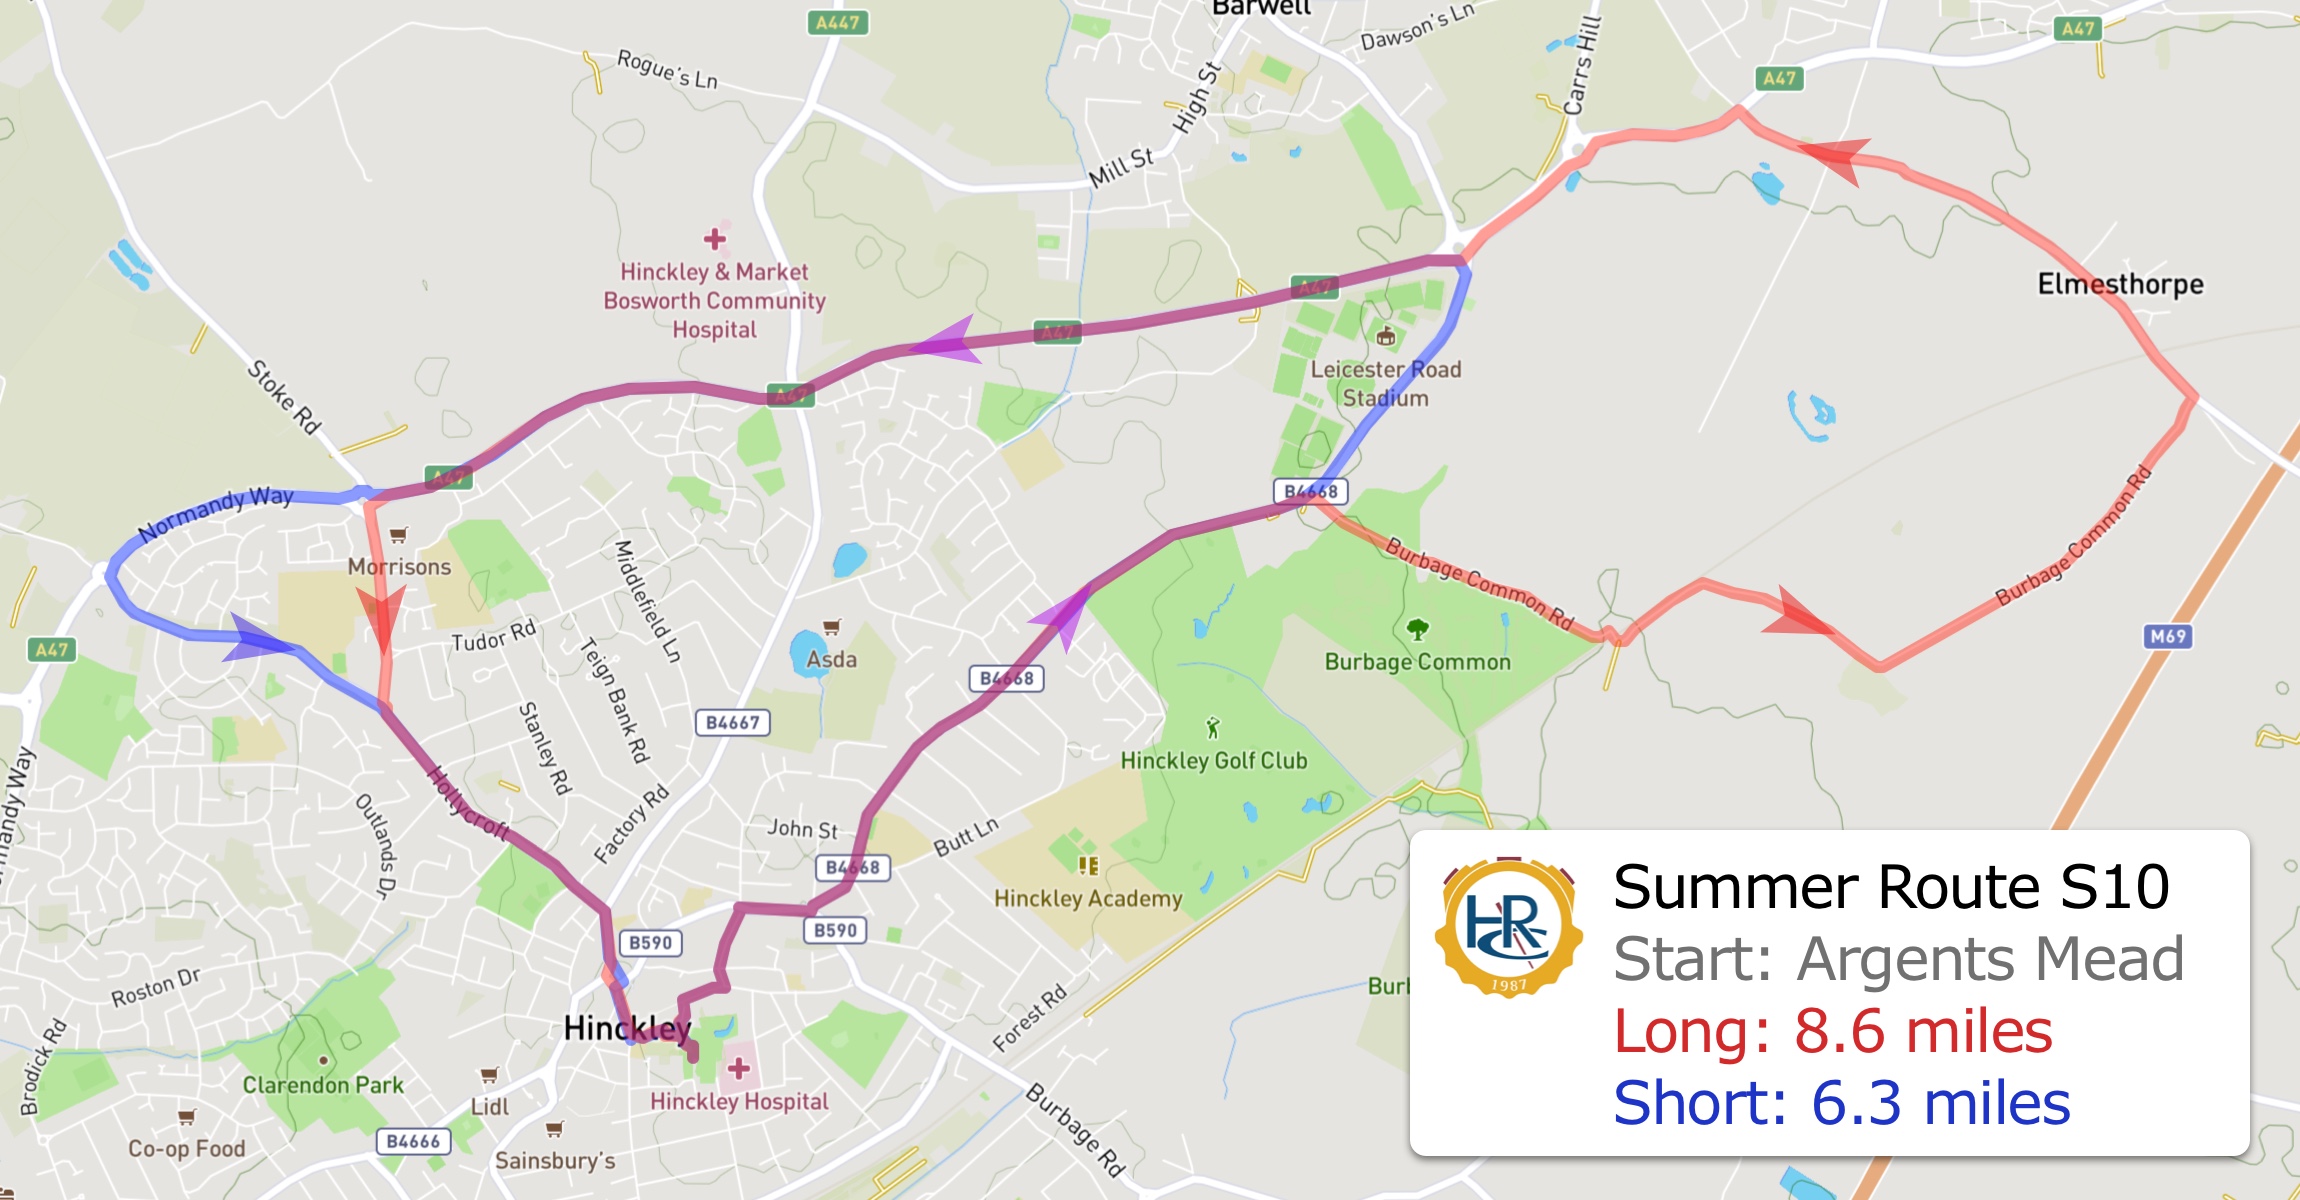 Barwell
A447
Rogue's Ln
Dawson's Ln
Carrs Hill
A47
A47
High St
Mill St
Hinckley & Market
Bosworth Community
Hospital
Elmesthorpe
A47
A47
A47
Leicester Road
Stadium
Stoke Rd
A47
Normandy Way
B4668
Morrisons
Middlefield Ln
Burbage Common Rd
Burbage Common Rd
Tudor Rd
Teign Bank Rd
Asda
A47
M69
B4668
Burbage Common
Stanley Rd
B4667
Hinckley Golf Club
Hollycroft
Normandy Way
Outlands Dr
Factory Rd
John St
Butt Ln
B4668
Hinckley Academy
B590
B590
Roston Dr
Forest Rd
Hinckley
Brodick Rd
Clarendon Park
Lidl
Hinckley Hospital
Burbage Rd
Co-op Food
B4666
Sainsbury's
HR
1987
Summer Route S10
Start: Argents Mead
Long: 8.6 miles
Short: 6.3 miles